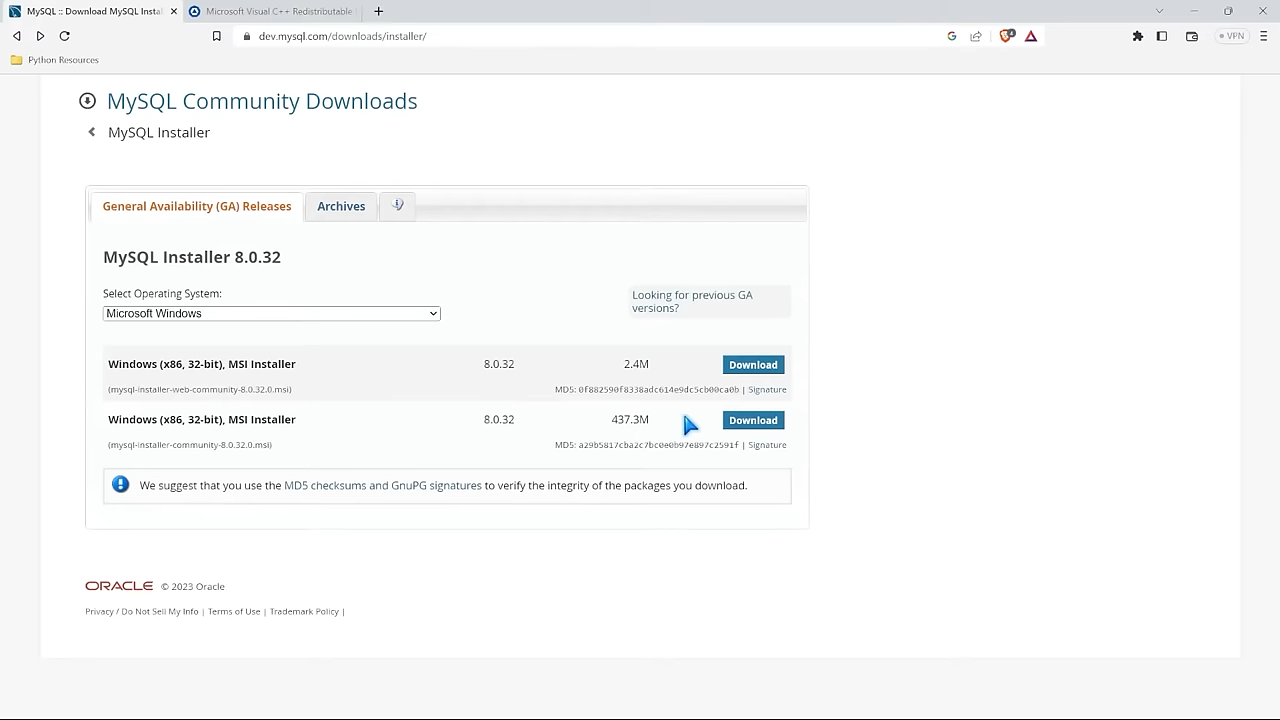 MySQL :: Download MySQL Instal
Microsoft Visual C++ Redistributable
dev.mysql.com/downloads/installer/
4
VPN
Python Resources
MySQL Community Downloads
MySQL Installer
General Availability (GA) Releases
Archives
MySQL Installer 8.0.32
Select Operating System:
Microsoft Windows
Looking for previous GA
versions?
Windows (x86, 32-bit), MSI Installer 8.0.32 2.4M Download
(mysql-installer-web-community-8.0.32.0.msi) MD5: 0f882590f8338adc614e9dc5cb00ca0b | Signature
Windows (x86, 32-bit), MSI Installer 8.0.32 437.3M Download
(mysql-installer-community-8.0.32.0.msi) MD5: a29b5817cba2c7bc0e0b97e897c2591f | Signature
We suggest that you use the MD5 checksums and GnuPG signatures to verify the integrity of the packages you download.
ORACLE © 2023 Oracle
Privacy / Do Not Sell My Info | Terms of Use | Trademark Policy |